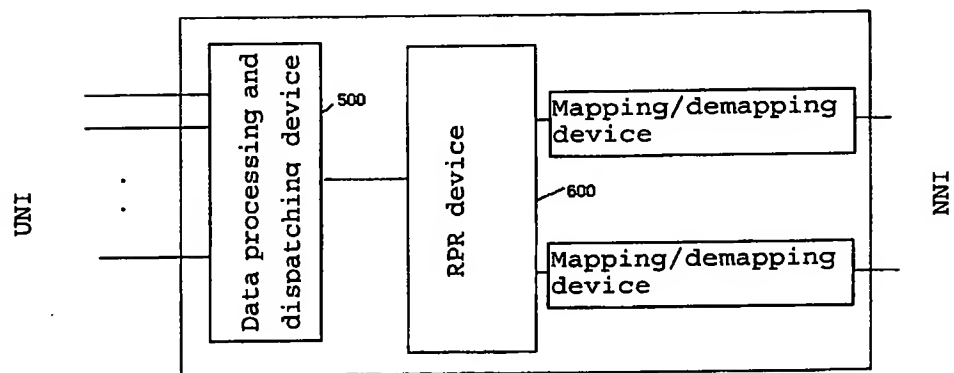 UNI
Data processing and
dispatching device
500
RPR device
600
Mapping/demapping
device
Mapping/demapping
device
NNI